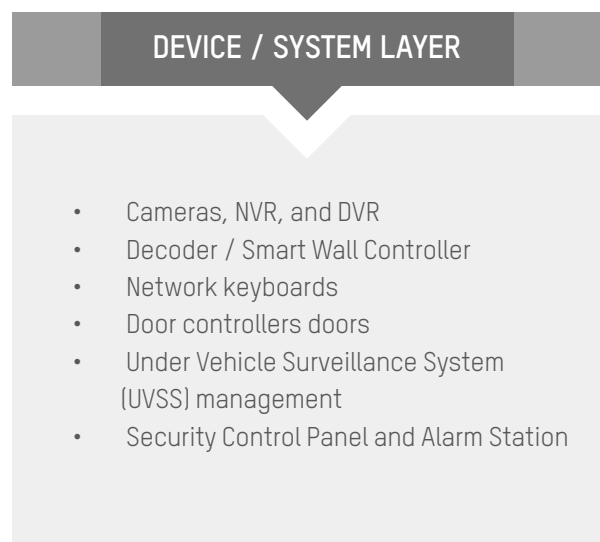 DEVICE / SYSTEM LAYER
• Cameras, NVR, and DVR
• Decoder / Smart Wall Controller
• Network keyboards
• Door controllers doors
• Under Vehicle Surveillance System
(UVSS) management
• Security Control Panel and Alarm Station